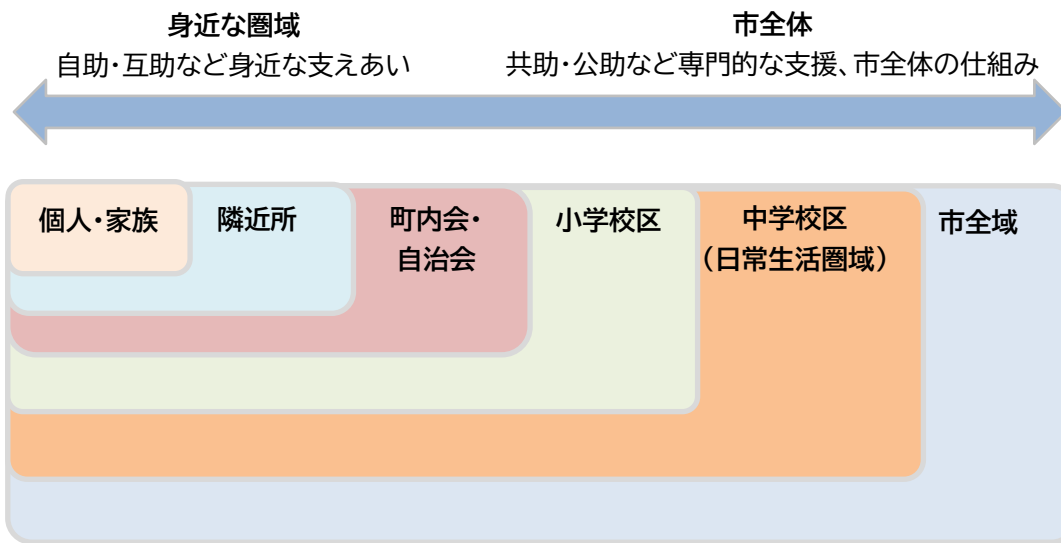 身近な圏域
市全体
自助・互助など身近な支えあい
共助・公助など専門的な支援、市全体の仕組み
個人・家族
隣近所
町内会・
自治会
小学校区
中学校区
（日常生活圏域）
市全域